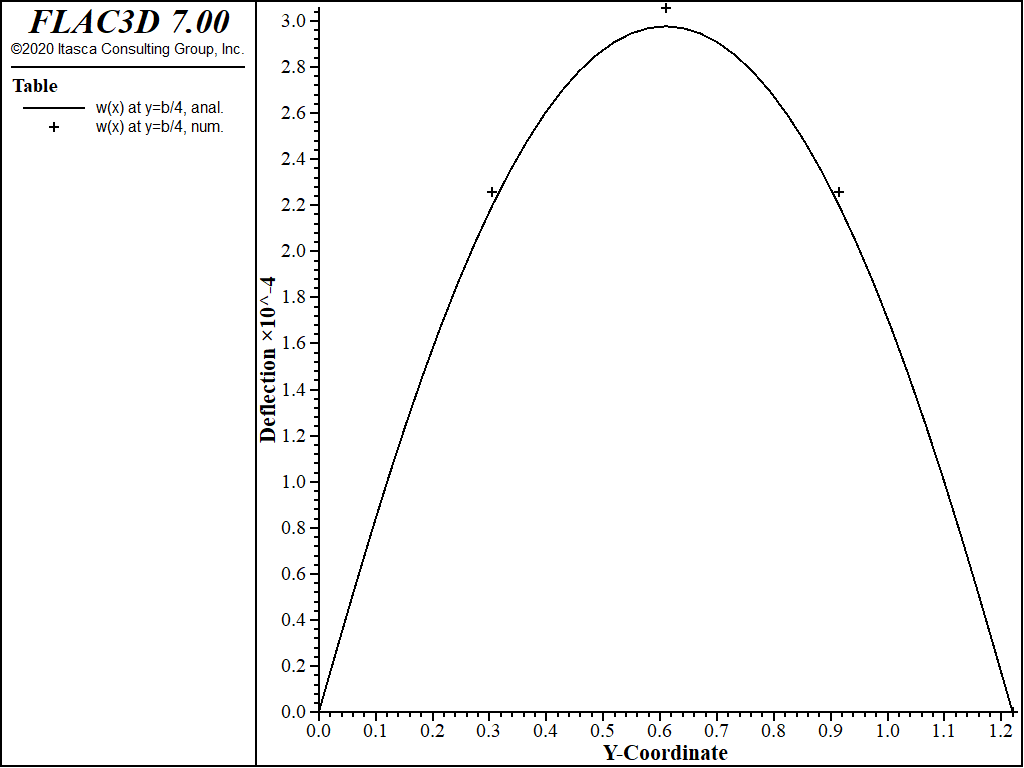 FLAC3D 7.00
©2020 Itasca Consulting Group, Inc.
Table
w(x) at y=b/4, anal.
w(x) at y=b/4, num.
Deflection ×10^-4
3.0
2.8
2.6
2.4
2.2
2.0
1.8
1.6
1.4
1.2
1.0
0.8
0.6
0.4
0.2
0.0
0.0 0.1 0.2 0.3 0.4 0.5 0.6 0.7 0.8 0.9 1.0 1.1 1.2
Y-Coordinate